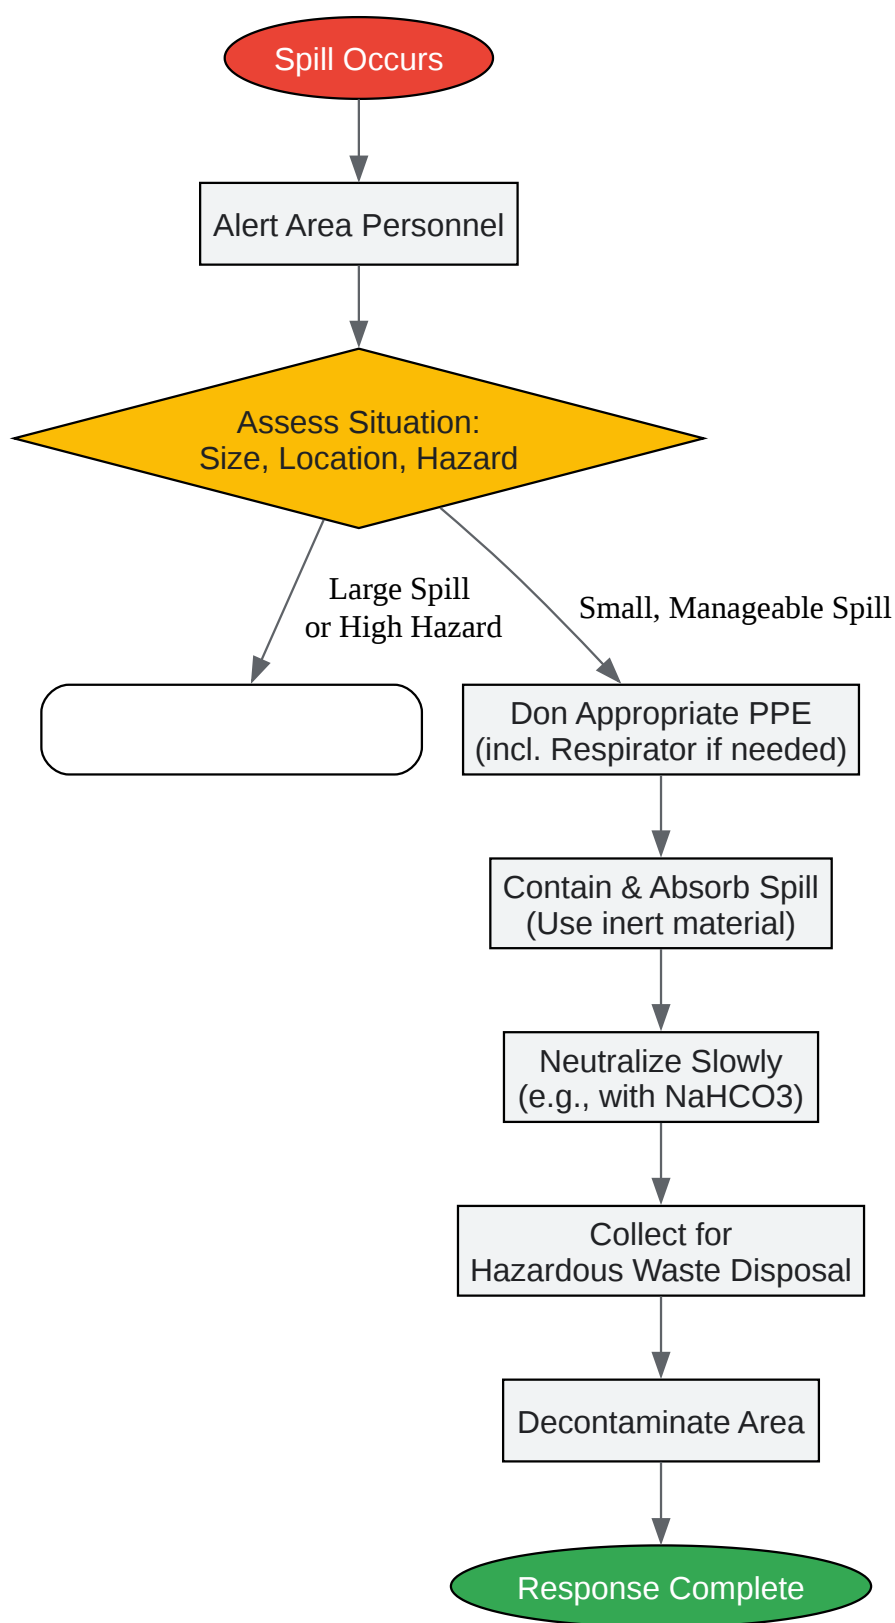 Spill Occurs
Alert Area Personnel
Assess Situation:
Size, Location, Hazard
Large Spill
or High Hazard
Small, Manageable Spill
Don Appropriate PPE
(incl. Respirator if needed)
Contain & Absorb Spill
(Use inert material)
Neutralize Slowly
(e.g., with NaHCO3)
Collect for
Hazardous Waste Disposal
Decontaminate Area
Response Complete